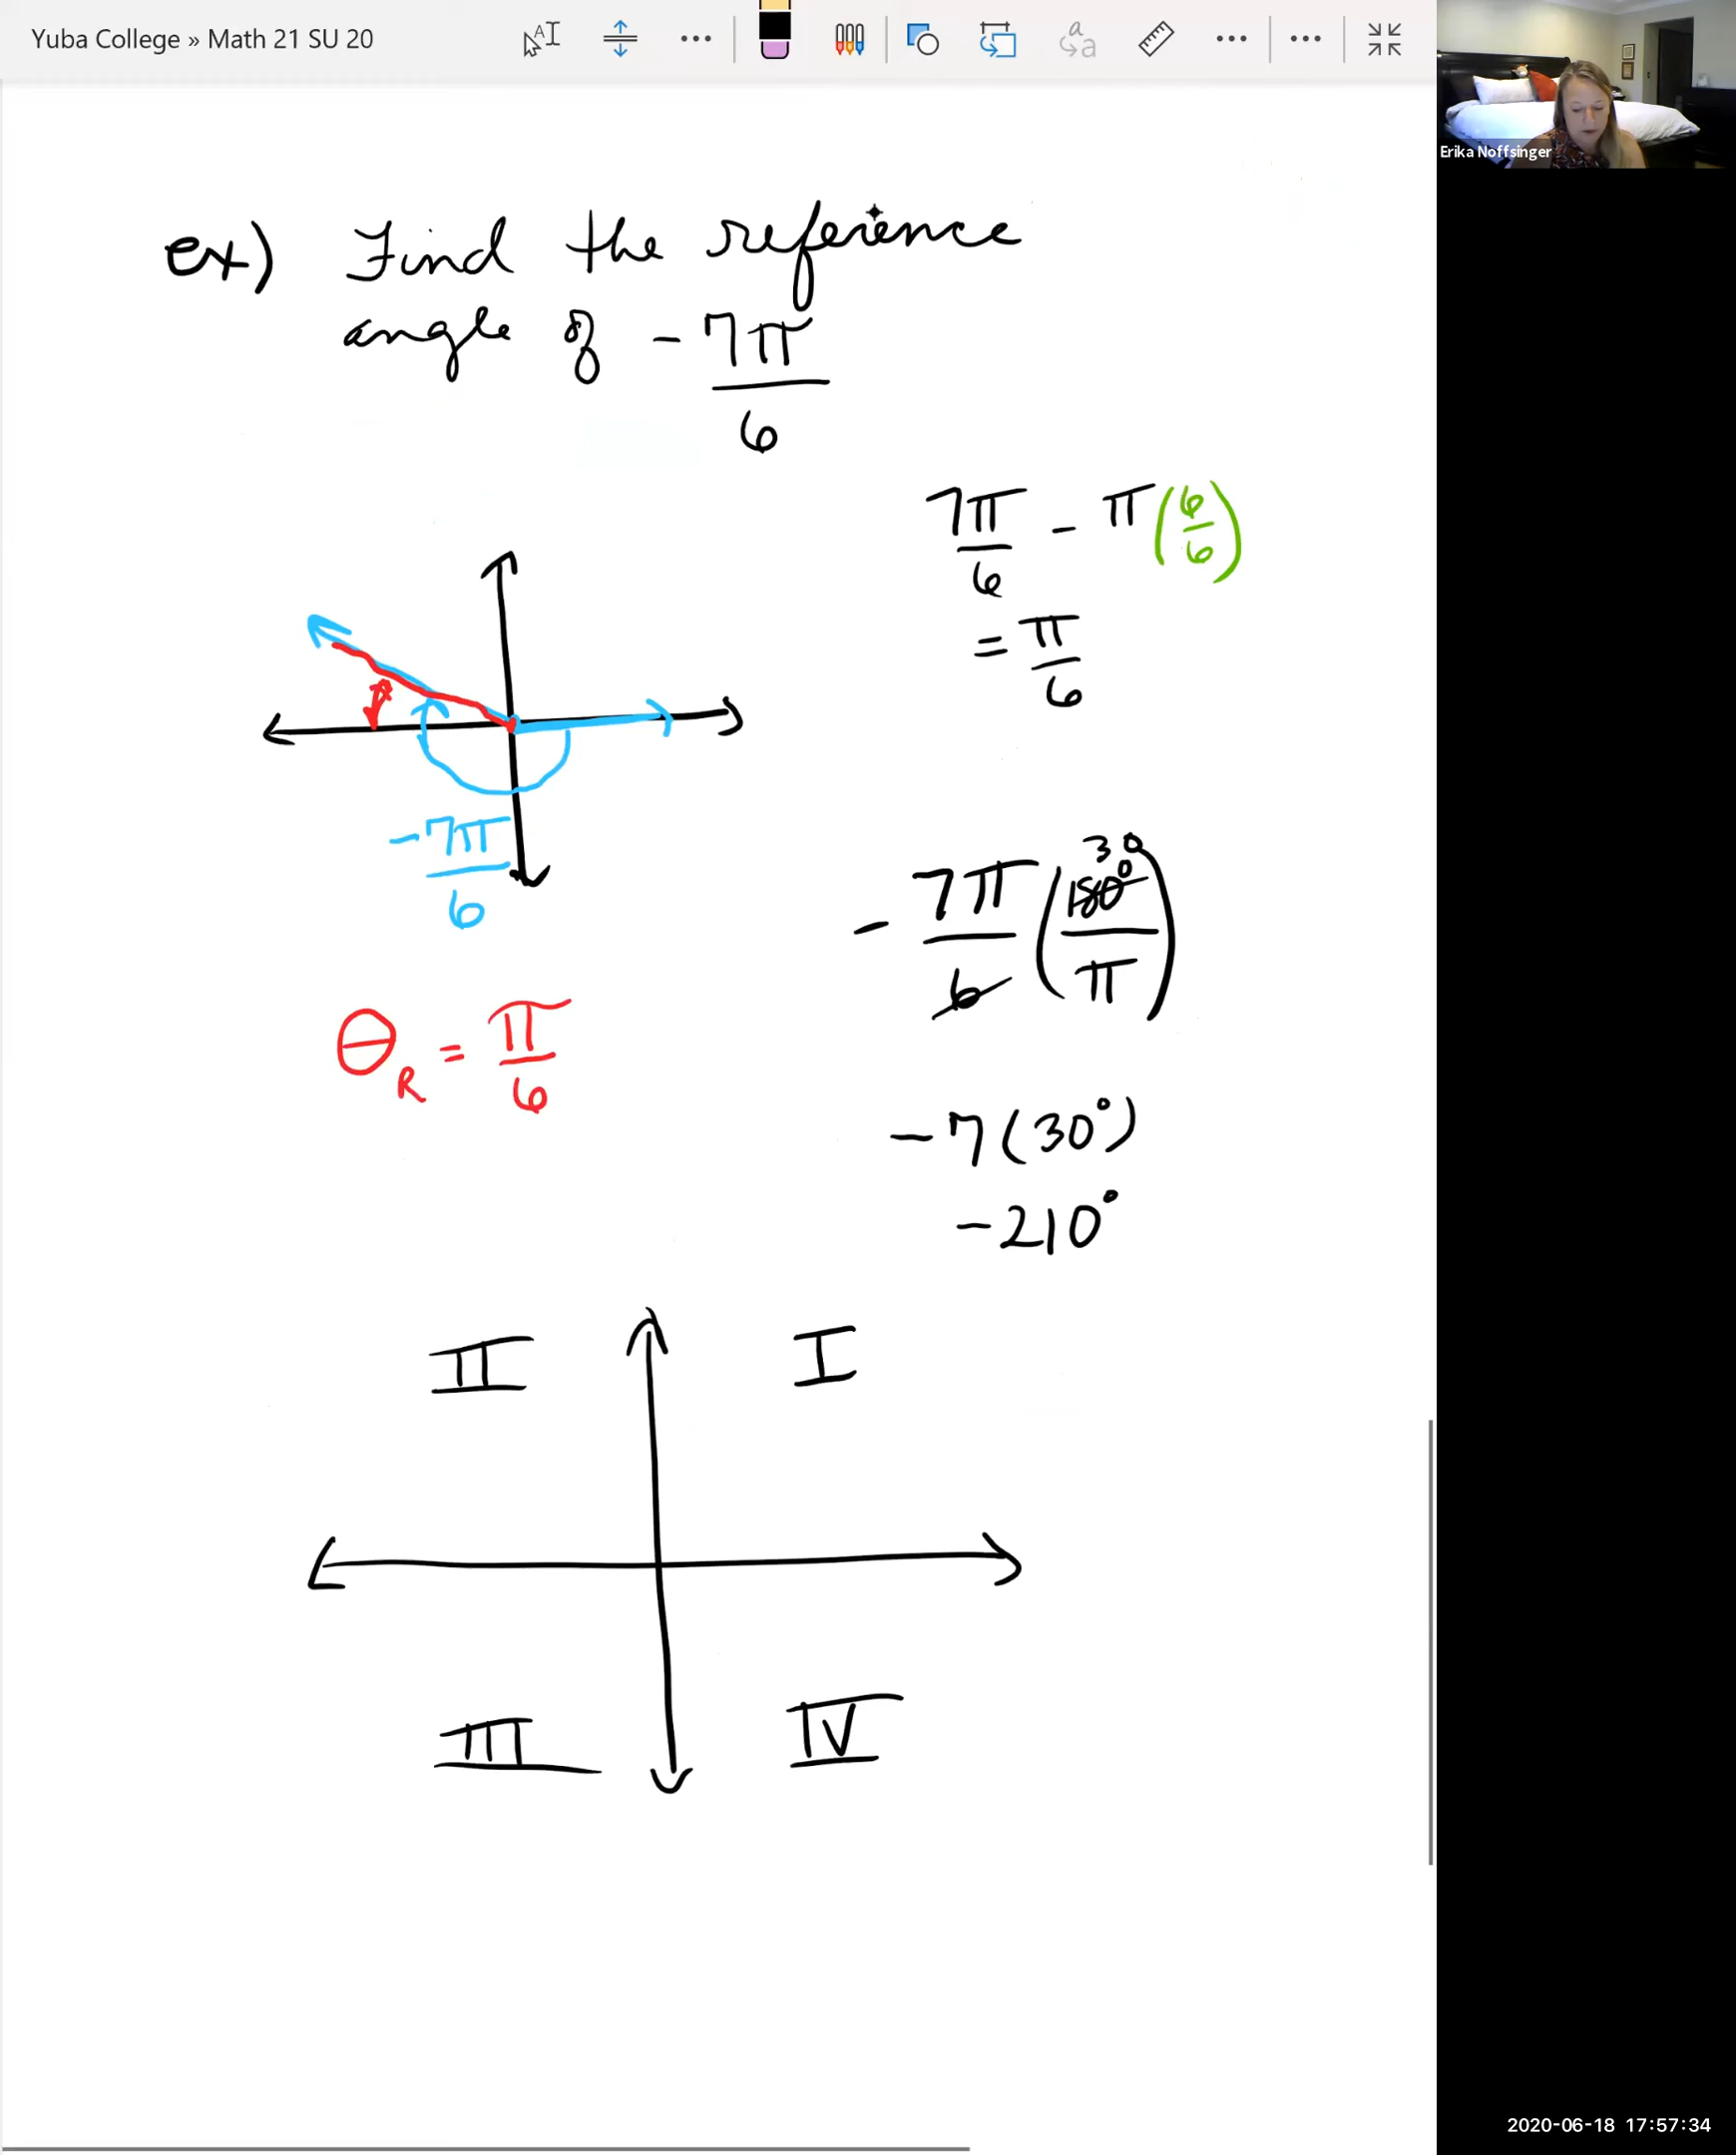 Yuba College » Math 21 SU 20
Erika Noffsinger
ex) Find the reference
angle of -7π/6
7π/6 - π(6/6)
= π/6
-7π/6
-7π/6 (180°/π) 30
θR = π/6
-7(30°)
-210°
II I
III IV
2020-06-18 17:57:34